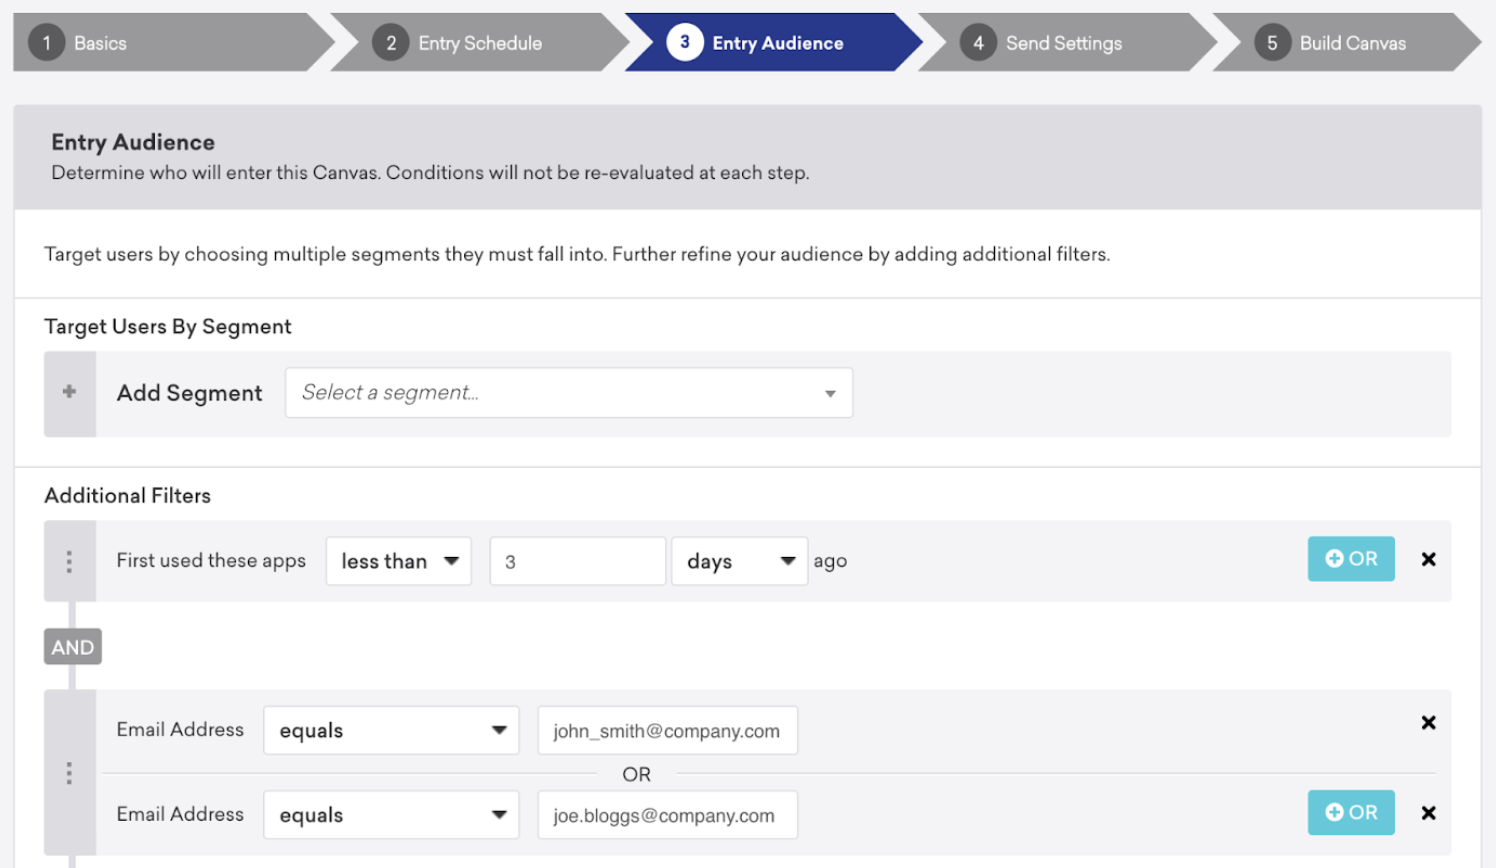 1 Basics
2 Entry Schedule
3 Entry Audience
4 Send Settings
5 Build Canvas
Entry Audience
Determine who will enter this Canvas. Conditions will not be re-evaluated at each step.
Target users by choosing multiple segments they must fall into. Further refine your audience by adding additional filters.
Target Users By Segment
Add Segment Select a segment...
Additional Filters
First used these apps less than 3 days ago OR
AND
Email Address equals john_smith@company.com
OR
Email Address equals joe.bloggs@company.com OR